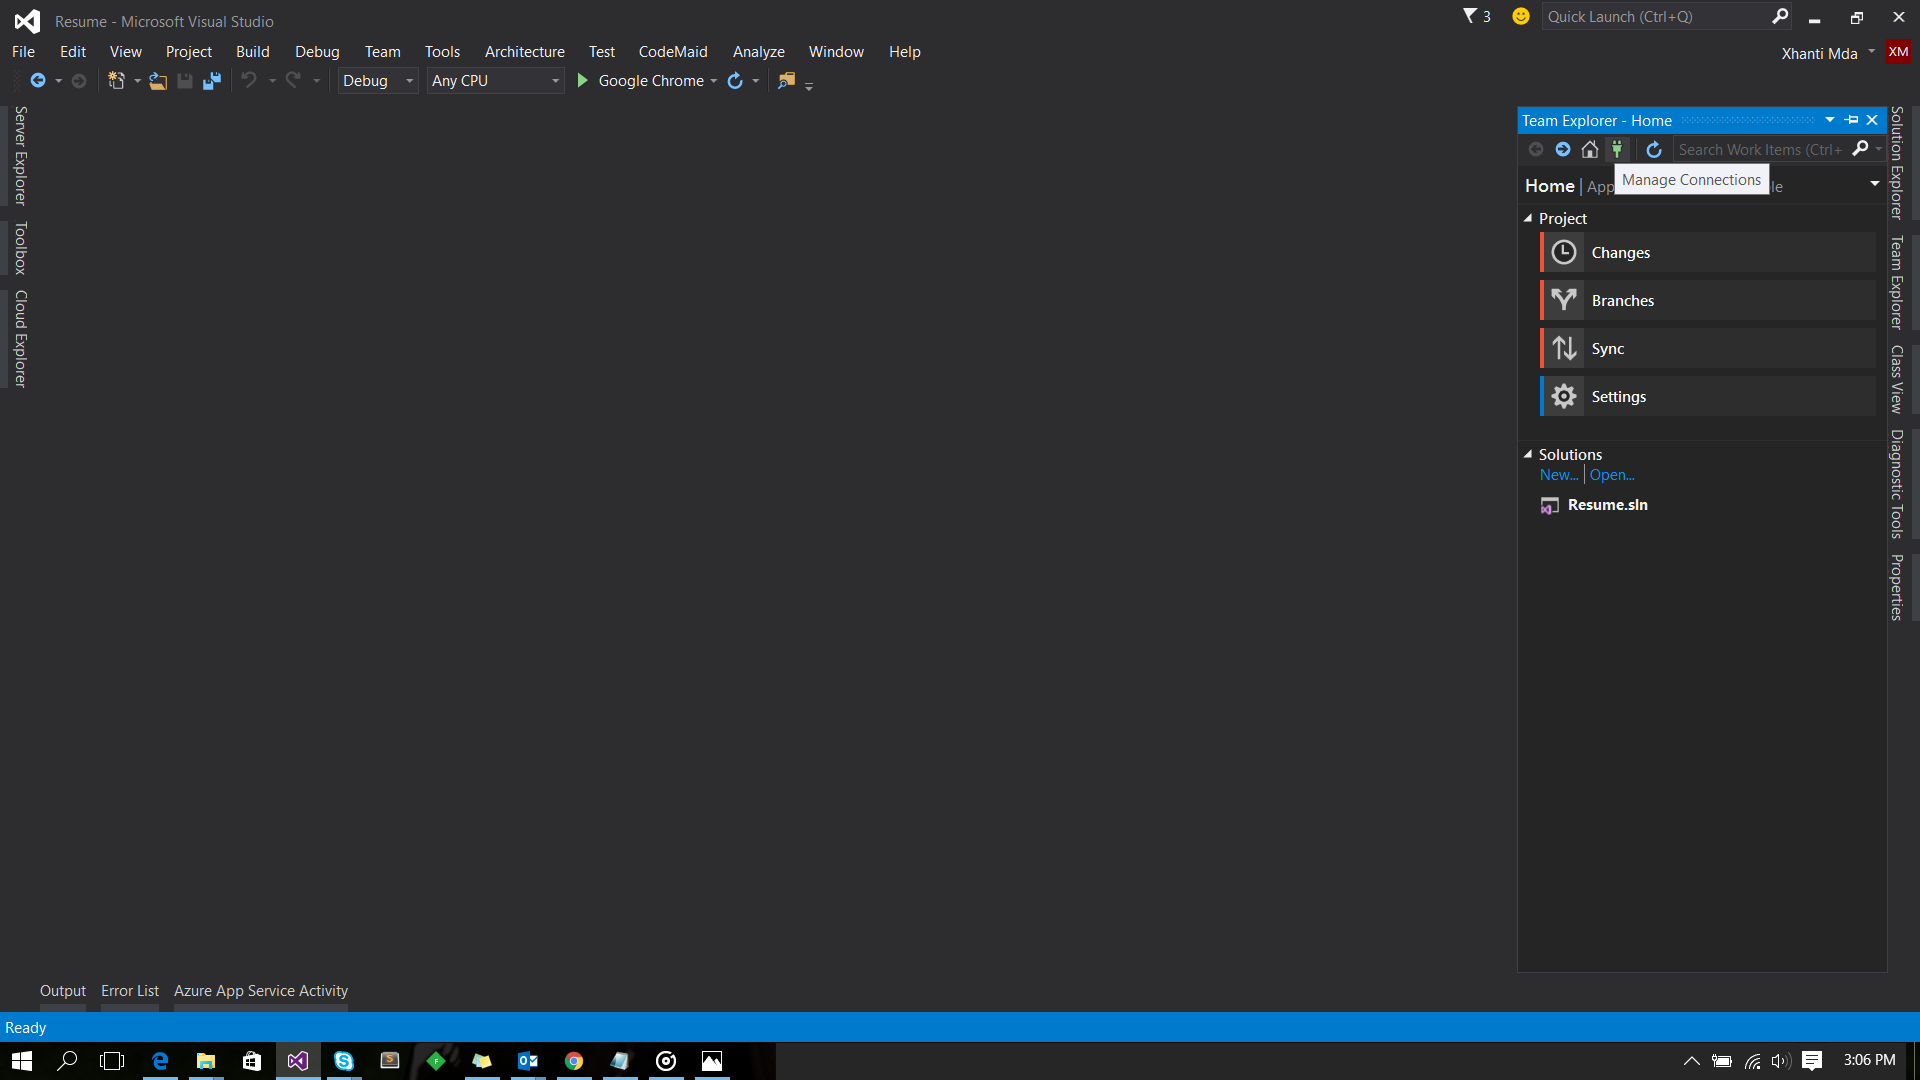 Resume - Microsoft Visual Studio
3
Quick Launch (Ctrl+Q)
File Edit View Project Build Debug Team Tools Architecture Test CodeMaid Analyze Window Help
Xhanti Mda XM
Debug Any CPU Google Chrome
Server Explorer
Toolbox
Cloud Explorer
Team Explorer - Home
Search Work Items (Ctrl+
Manage Connections
Home | App le
Project
Changes
Branches
Sync
Settings
Solutions
New... | Open...
Resume.sln
Solution Explorer
Team Explorer
Class View
Diagnostic Tools
Properties
Output Error List Azure App Service Activity
Ready
3:06 PM